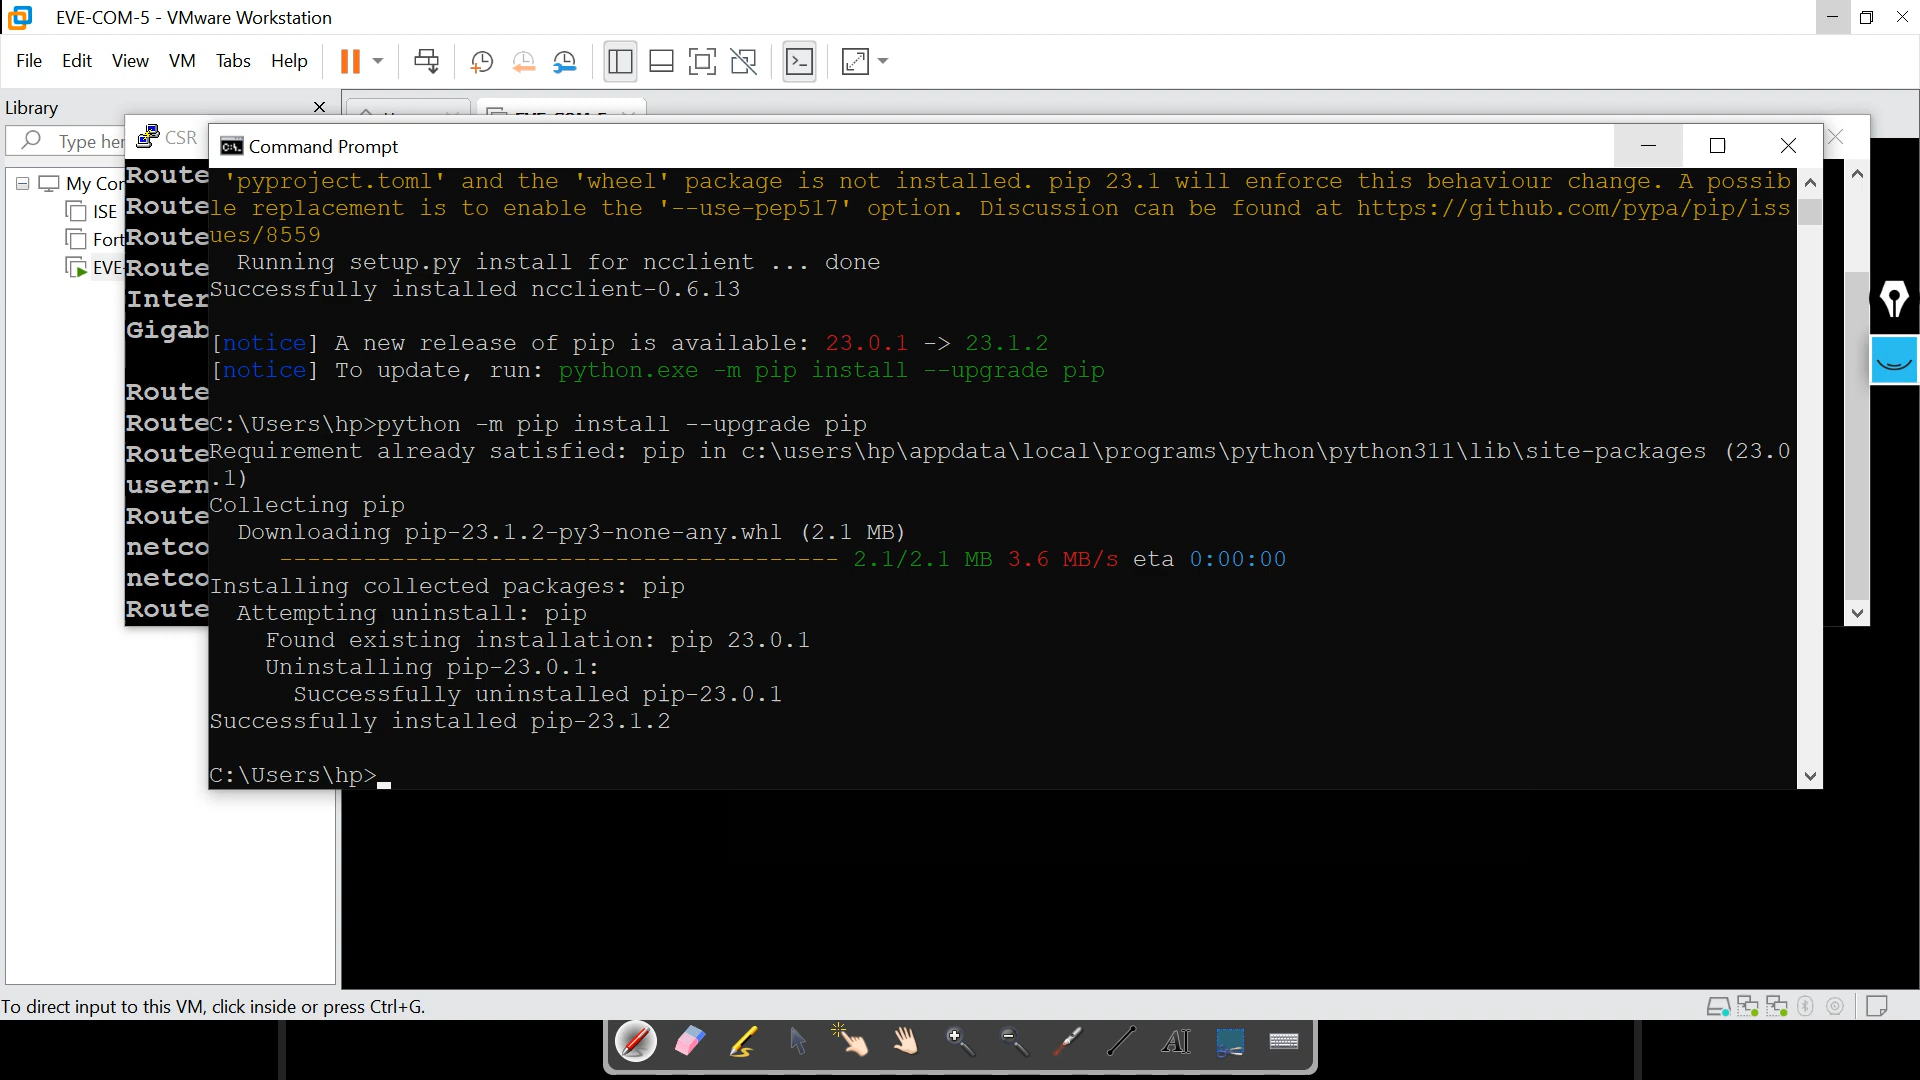 EVE-COM-5 - VMware Workstation
File Edit View VM Tabs Help
Library
Type her
My Cor
ISE
Fort
EVE-
CSR
Route
Route
Route
Route
Inter
Gigab
Route
Route
Route
usern
Route
netco
netco
Route
Command Prompt
'pyproject.toml' and the 'wheel' package is not installed. pip 23.1 will enforce this behaviour change. A possib
le replacement is to enable the '--use-pep517' option. Discussion can be found at https://github.com/pypa/pip/iss
ues/8559
Running setup.py install for ncclient ... done
Successfully installed ncclient-0.6.13
[notice] A new release of pip is available: 23.0.1 -> 23.1.2
[notice] To update, run: python.exe -m pip install --upgrade pip
C:\Users\hp>python -m pip install --upgrade pip
Requirement already satisfied: pip in c:\users\hp\appdata\local\programs\python\python311\lib\site-packages (23.0
.1)
Collecting pip
Downloading pip-23.1.2-py3-none-any.whl (2.1 MB)
---------------------------------------- 2.1/2.1 MB 3.6 MB/s eta 0:00:00
Installing collected packages: pip
Attempting uninstall: pip
Found existing installation: pip 23.0.1
Uninstalling pip-23.0.1:
Successfully uninstalled pip-23.0.1
Successfully installed pip-23.1.2
C:\Users\hp>
To direct input to this VM, click inside or press Ctrl+G.
AI